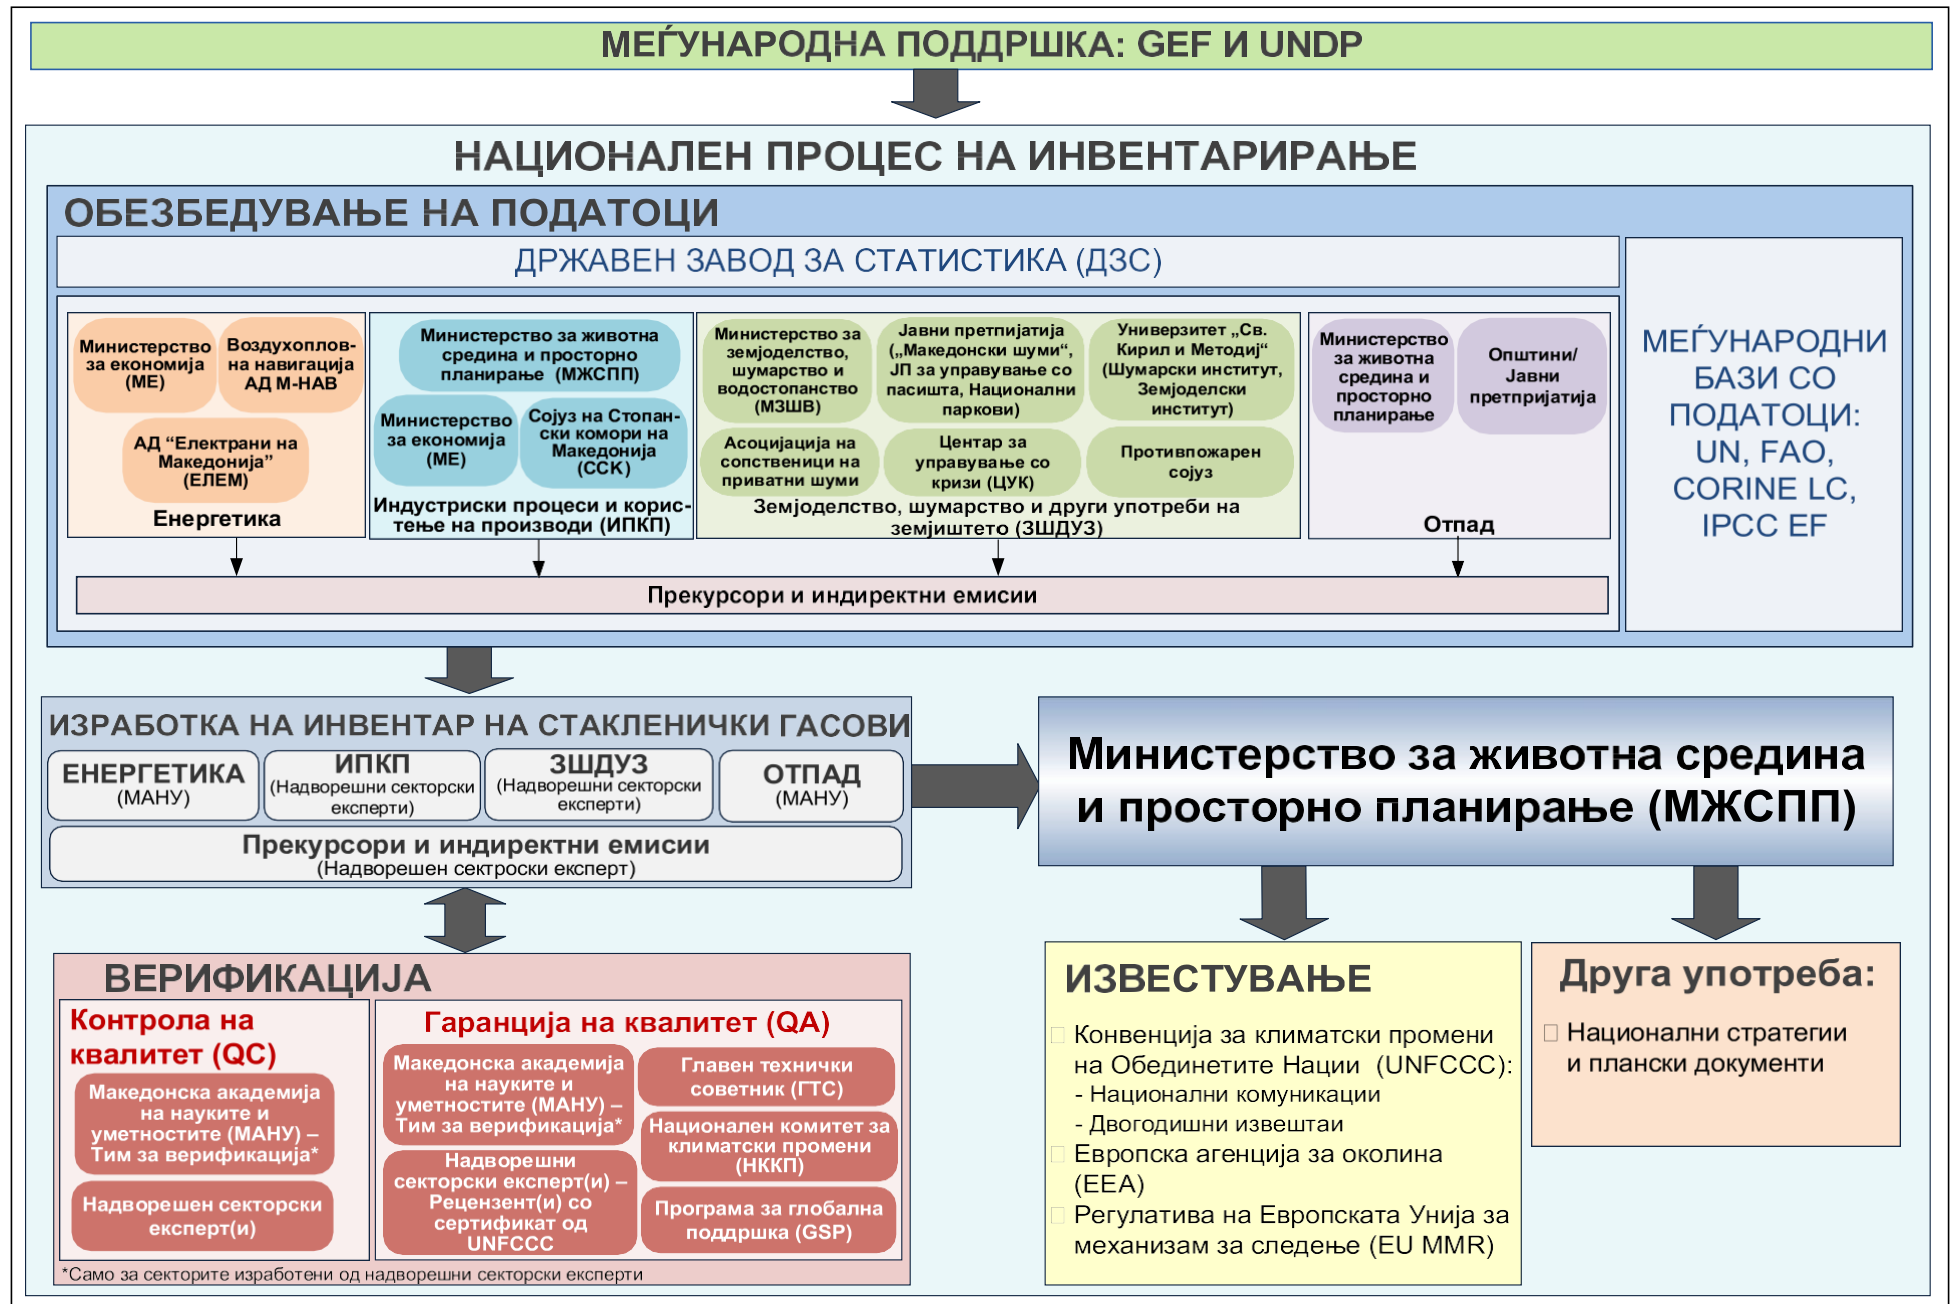 МЕЃУНАРОДНА ПОДДРШКА: GEF И UNDP
НАЦИОНАЛЕН ПРОЦЕС НА ИНВЕНТАРИРАЊЕ
ОБЕЗБЕДУВАЊЕ НА ПОДАТОЦИ
ДРЖАВЕН ЗАВОД ЗА СТАТИСТИКА (ДЗС)
Министерство
за економија
(МЕ)
Воздухоплов-
на навигација
АД М-НАВ
АД “Електрани на
Македонија”
(ЕЛЕМ)
Енергетика
Министерство за животна
средина и просторно
планирање (МЖСПП)
Министерство
за економија
(МЕ)
Сојуз на Стопан-
ски комори на
Македонија
(ССК)
Индустриски процеси и корис-
тење на производи (ИПКП)
Министерство за
земјоделство,
шумарство и
водостопанство
(МЗШВ)
Јавни претпијатија
(„Македонски шуми“,
ЈП за управување со
пасишта, Национални
паркови)
Универзитет „Св.
Кирил и Методиј“
(Шумарски институт,
Земјоделски
институт)
Асоцијација на
сопственици на
приватни шуми
Центар за
управување со
кризи (ЦУК)
Противпожарен
сојуз
Земјоделство, шумарство и други употреби на
земјиштето (ЗШДУЗ)
Министерство
за животна
средина и
просторно
планирање
Општини/
Јавни
претпријатија
Отпад
Прекурсори и индиректни емисии
МЕЃУНАРОДНИ
БАЗИ СО
ПОДАТОЦИ:
UN, FAO,
CORINE LC,
IPCC EF
ИЗРАБОТКА НА ИНВЕНТАР НА СТАКЛЕНИЧКИ ГАСОВИ
ЕНЕРГЕТИКА
(МАНУ)
ИПКП
(Надворешни секторски
експерти)
ЗШДУЗ
(Надворешни секторски
експерти)
ОТПАД
(МАНУ)
Прекурсори и индиректни емисии
(Надворешен сектроски експерт)
Министерство за животна средина
и просторно планирање (МЖСПП)
ВЕРИФИКАЦИЈА
Контрола на
квалитет (QC)
Македонска академија
на науките и
уметностите (МАНУ) –
Тим за верификација*
Надворешен секторски
експерт(и)
Гаранција на квалитет (QA)
Македонска академија
на науките и
уметностите (МАНУ) –
Тим за верификација*
Надворешни
секторски експерт(и) –
Рецензент(и) со
сертификат од
UNFCCC
Главен технички
советник (ГТС)
Национален комитет за
климатски промени
(НККП)
Програма за глобална
поддршка (GSP)
*Само за секторите изработени од надворешни секторски експерти
ИЗВЕСТУВАЊЕ
Конвенција за климатски промени
на Обединетите Нации (UNFCCC):
- Национални комуникации
- Двогодишни извештаи
Европска агенција за околина
(EEA)
Регулатива на Европската Унија за
механизам за следење (EU MMR)
Друга употреба:
Национални стратегии
и плански документи